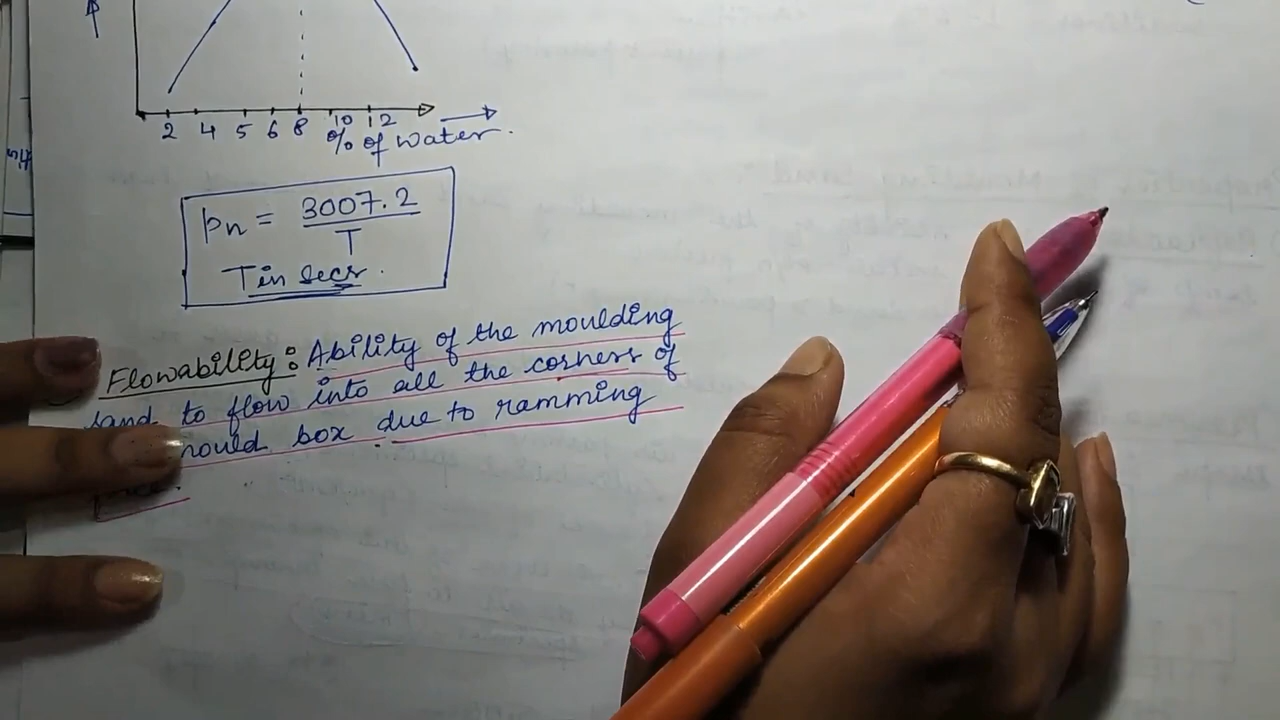 2 4 5 6 8 10 12
% of water.
Pn = 3007.2 / T
T in secs.
Flowability: Ability of the moulding
sand to flow into all the corners of
mould box due to ramming